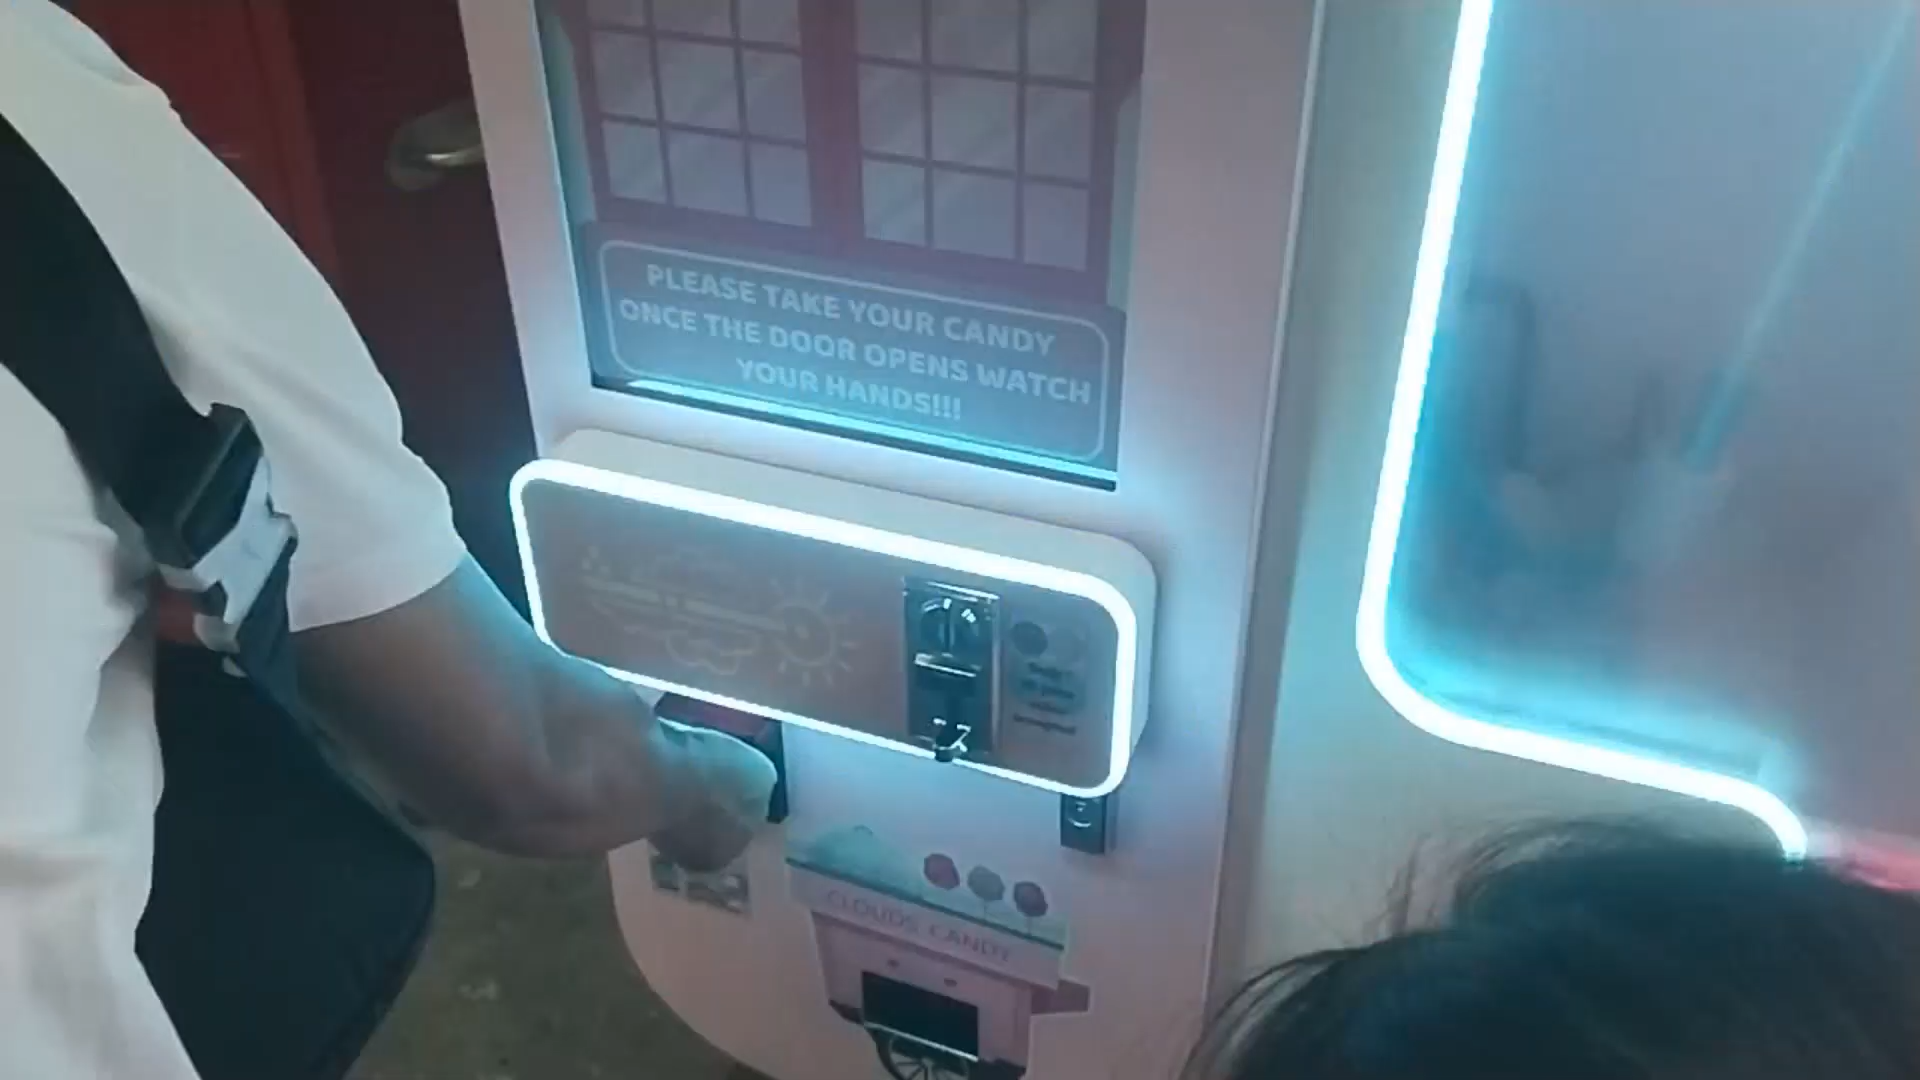 PLEASE TAKE YOUR CANDY
ONCE THE DOOR OPENS WATCH
YOUR HANDS!!!
CLOUDS CANDY